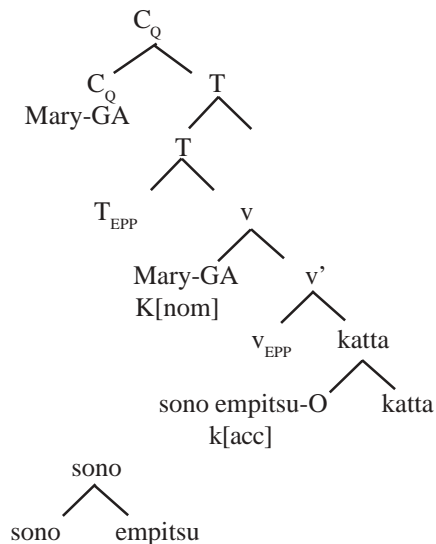 C_Q
C_Q T
Mary-GA
T
T_EPP v
Mary-GA v’
K[nom]
v_EPP katta
sono empitsu-O katta
k[acc]
sono
sono empitsu